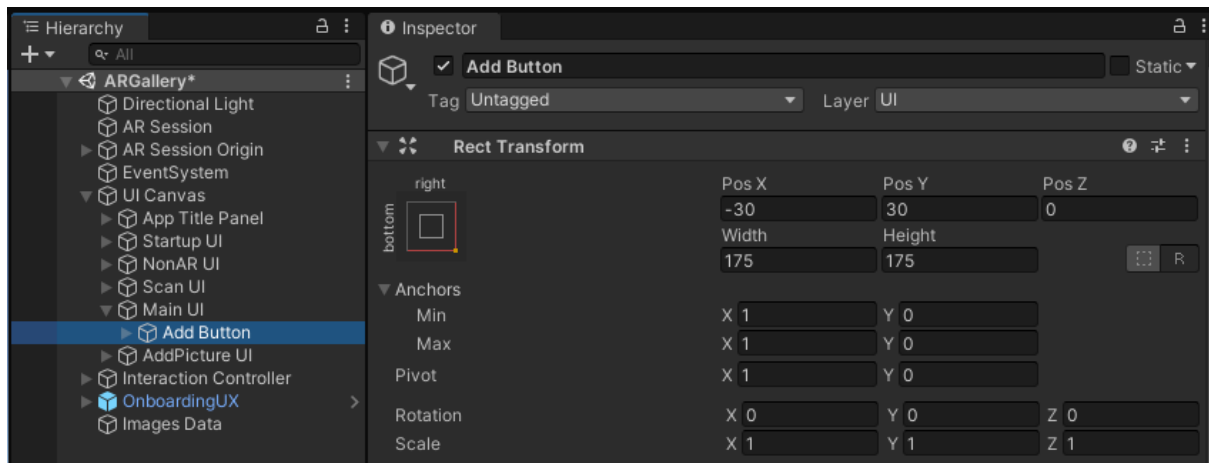 Hierarchy
All
ARGallery*
Directional Light
AR Session
AR Session Origin
EventSystem
UI Canvas
App Title Panel
Startup UI
NonAR UI
Scan UI
Main UI
Add Button
AddPicture UI
Interaction Controller
OnboardingUX
Images Data
Inspector
Add Button
Static
Tag Untagged Layer UI
Rect Transform
right
bottom
Pos X Pos Y Pos Z
-30 30 0
Width Height
175 175
R
Anchors
Min X 1 Y 0
Max X 1 Y 0
Pivot X 1 Y 0
Rotation X 0 Y 0 Z 0
Scale X 1 Y 1 Z 1